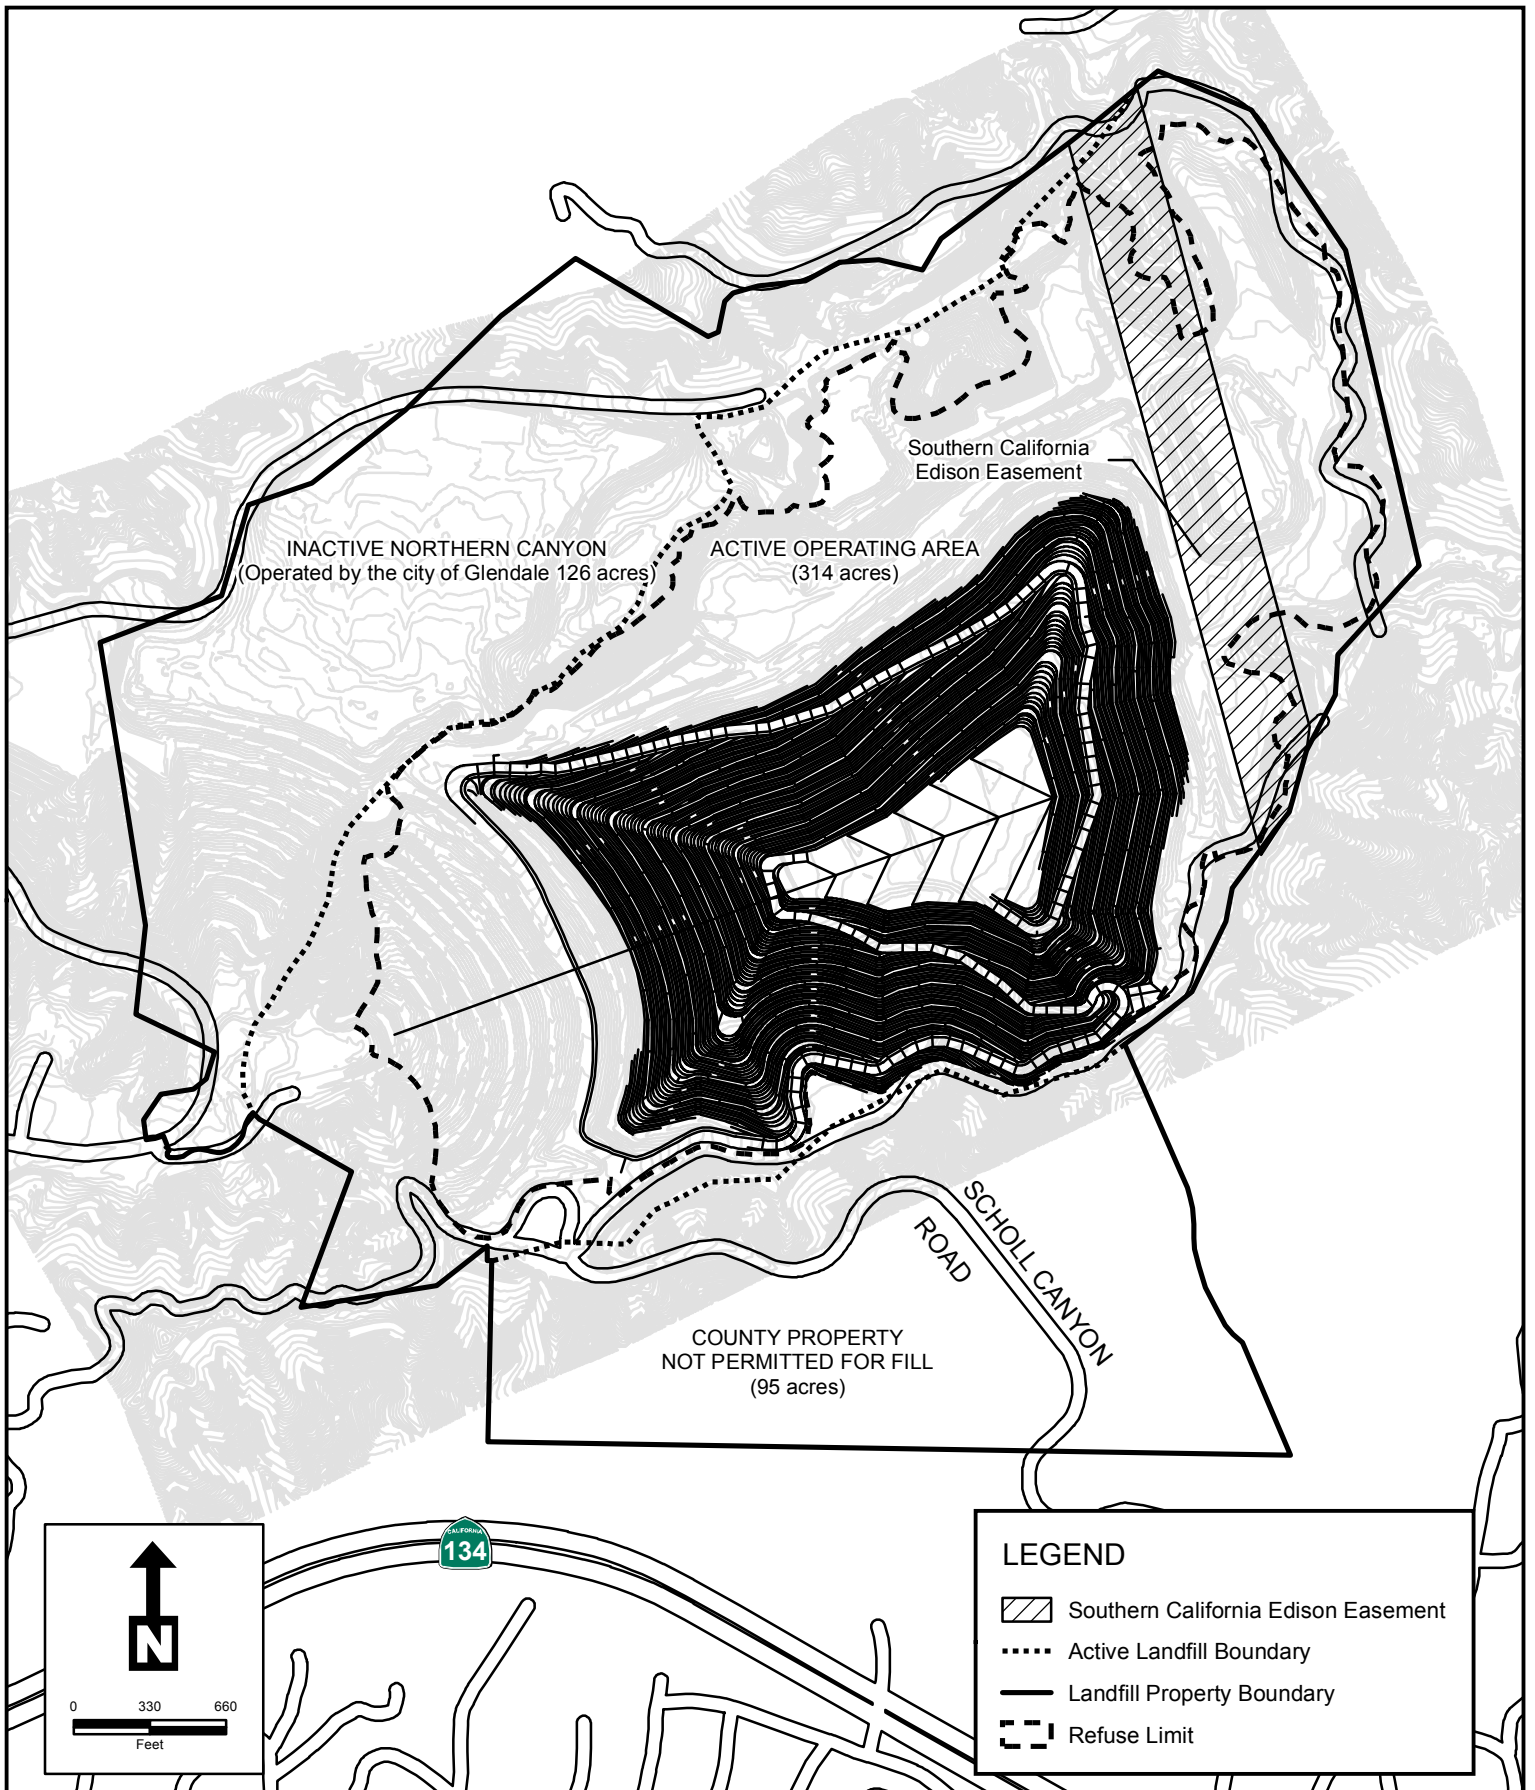 Southern California
Edison Easement
INACTIVE NORTHERN CANYON
(Operated by the city of Glendale 126 acres)
ACTIVE OPERATING AREA
(314 acres)
SCHOLL CANYON
ROAD
COUNTY PROPERTY
NOT PERMITTED FOR FILL
(95 acres)
CALIFORNIA
134
N
0 330 660
Feet
LEGEND
Southern California Edison Easement
Active Landfill Boundary
Landfill Property Boundary
Refuse Limit